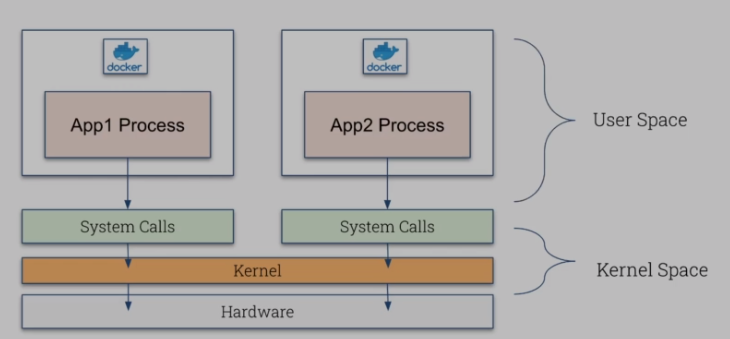 docker
docker
App1 Process
App2 Process
User Space
System Calls
System Calls
Kernel
Kernel Space
Hardware